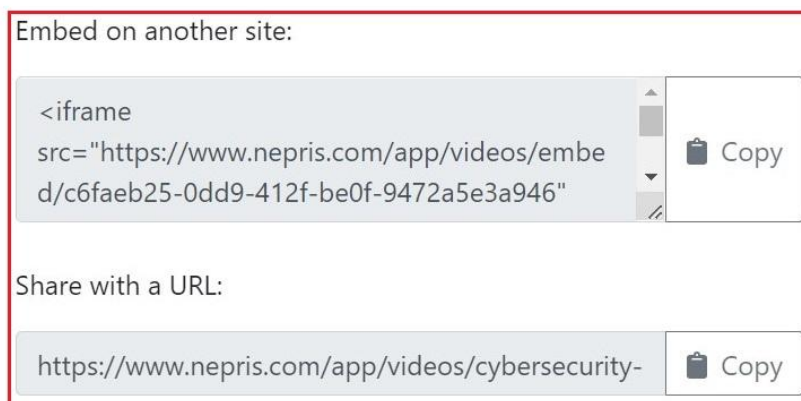 Embed on another site:
<iframe
src="https://www.nepris.com/app/videos/embe
d/c6faeb25-0dd9-412f-be0f-9472a5e3a946"
Copy
Share with a URL:
https://www.nepris.com/app/videos/cybersecurity-
Copy